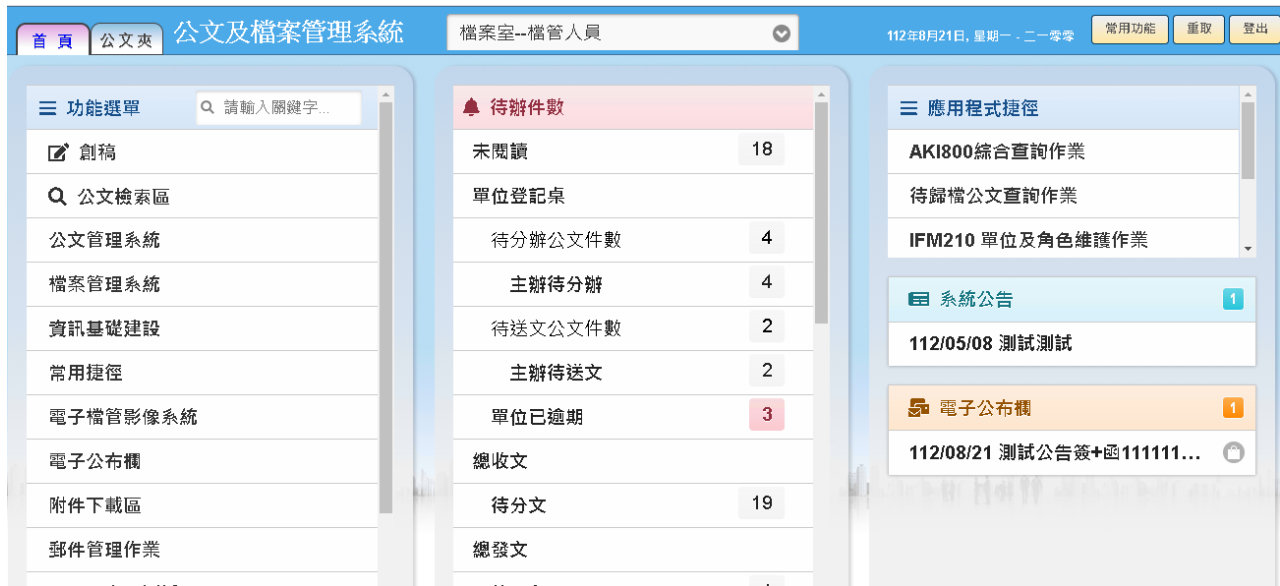 首 頁
公文夾
公文及檔案管理系統
檔案室--檔管人員
112年8月21日, 星期一 - 二一零零
常用功能
重取
登出
功能選單
請輸入關鍵字...
創稿
公文檢索區
公文管理系統
檔案管理系統
資訊基礎建設
常用捷徑
電子檔管影像系統
電子公布欄
附件下載區
郵件管理作業
待辦件數
未閱讀 18
單位登記桌
待分辦公文件數 4
主辦待分辦 4
待送文公文件數 2
主辦待送文 2
單位已逾期 3
總收文
待分文 19
總發文
應用程式捷徑
AKI800綜合查詢作業
待歸檔公文查詢作業
IFM210 單位及角色維護作業
系統公告 1
112/05/08 測試測試
電子公布欄 1
112/08/21 測試公告簽+函111111...